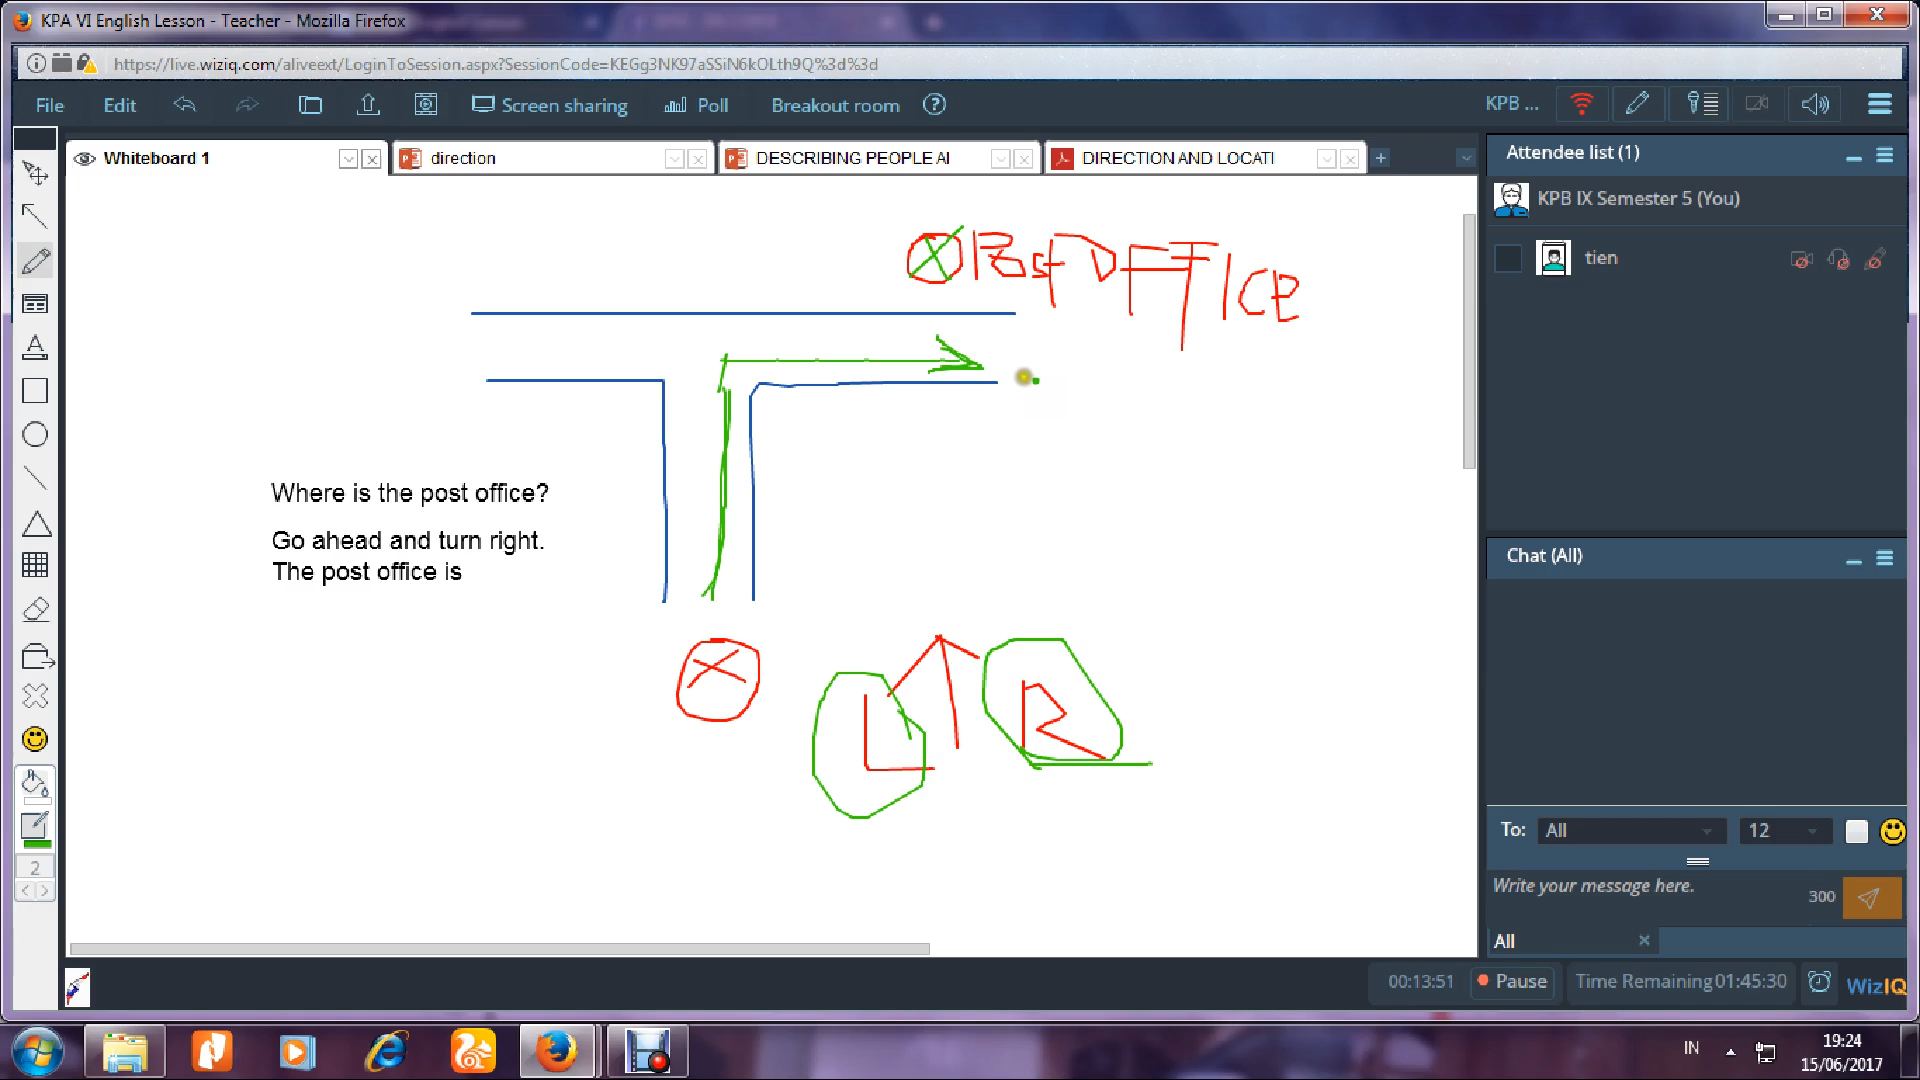 KPA VI English Lesson - Teacher - Mozilla Firefox
https://live.wiziq.com/aliveext/LoginToSession.aspx?SessionCode=KEGg3NK97aSSiN6kOLth9Q%3d%3d
File Edit Screen sharing Poll Breakout room ? KPB ...
Whiteboard 1 direction DESCRIBING PEOPLE AI DIRECTION AND LOCATI +
Attendee list (1)
KPB IX Semester 5 (You)
tien
POST OFFICE
Where is the post office?
Go ahead and turn right.
The post office is
L R
Chat (All)
To: All 12
Write your message here. 300
All
2
00:13:51 Pause Time Remaining 01:45:30 WizIQ
IN 19:24
15/06/2017